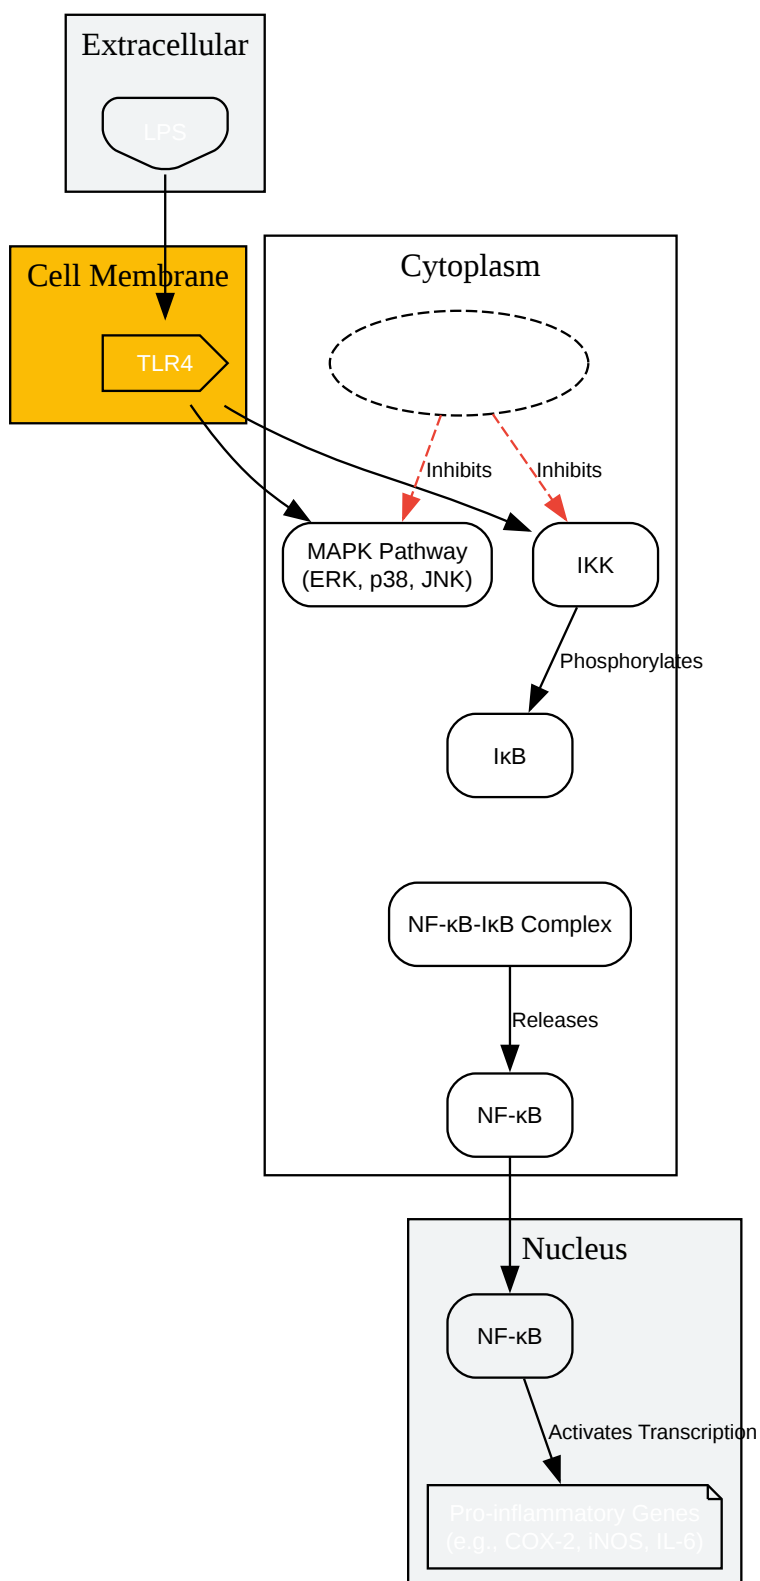 Extracellular
LPS
Cell Membrane
TLR4
Cytoplasm
Inhibits
Inhibits
MAPK Pathway
(ERK, p38, JNK)
IKK
Phosphorylates
IκB
NF-κB-IκB Complex
Releases
NF-κB
Nucleus
NF-κB
Activates Transcription
Pro-inflammatory Genes
(e.g., COX-2, iNOS, IL-6)